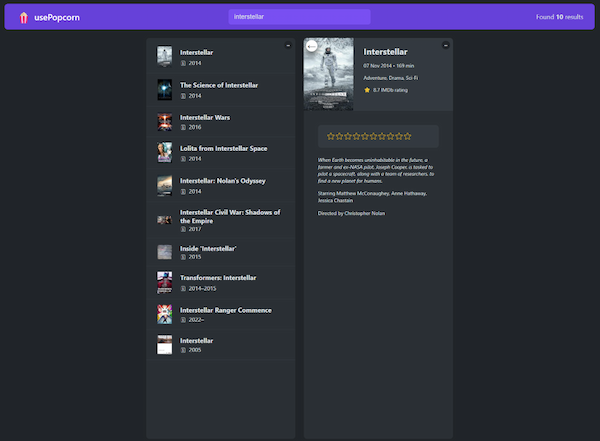 usePopcorn
interstellar
Found 10 results
Interstellar
2014
The Science of Interstellar
2014
Interstellar Wars
2016
Lolita from Interstellar Space
2014
Interstellar: Nolan's Odyssey
2014
Interstellar Civil War: Shadows of
the Empire
2017
Inside 'Interstellar'
2015
Transformers: Interstellar
2014–2015
Interstellar Ranger Commence
2022–
Interstellar
2005
Interstellar
07 Nov 2014 • 169 min
Adventure, Drama, Sci-Fi
8.7 IMDb rating
When Earth becomes uninhabitable in the future, a
farmer and ex-NASA pilot, Joseph Cooper, is tasked to
pilot a spacecraft, along with a team of researchers, to
find a new planet for humans.
Starring Matthew McConaughey, Anne Hathaway,
Jessica Chastain
Directed by Christopher Nolan